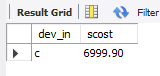 Result Grid Filter
dev_in scost
c 6999.90